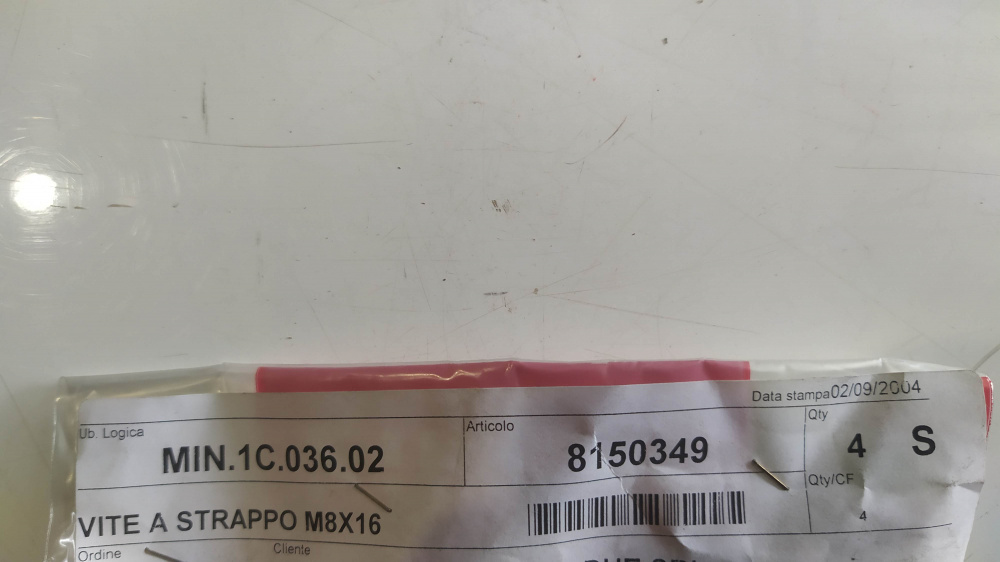 Data stampa02/09/2004
Ub. Logica
MIN.1C.036.02
Articolo
8150349
Qty
4 S
Qty/CF
4
VITE A STRAPPO M8X16
Ordine
Cliente